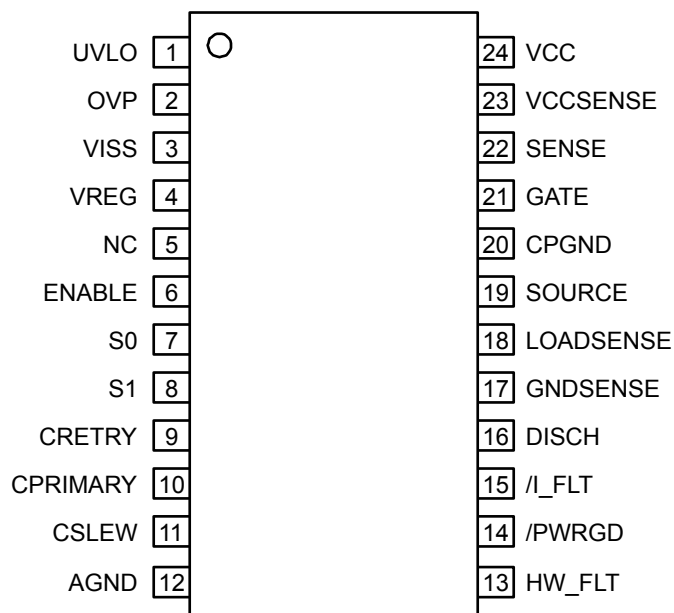 UVLO 1 24 VCC
OVP 2 23 VCCSENSE
VISS 3 22 SENSE
VREG 4 21 GATE
NC 5 20 CPGND
ENABLE 6 19 SOURCE
S0 7 18 LOADSENSE
S1 8 17 GNDSENSE
CRETRY 9 16 DISCH
CPRIMARY 10 15 /I_FLT
CSLEW 11 14 /PWRGD
AGND 12 13 HW_FLT